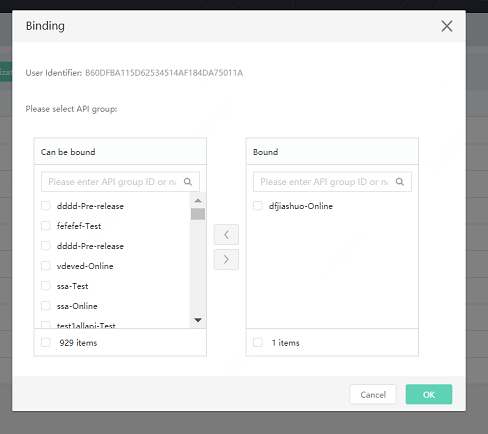 Binding
User Identifier: B60DFBA115D62534514AF184DA75011A
Please select API group:
Can be bound
Please enter API group ID or na
dddd-Pre-release
fefefef-Test
dddd-Pre-release
vdeved-Online
ssa-Test
ssa-Online
test1allapi-Test
929 items
Bound
Please enter API group ID or na
dfjiashuo-Online
1 items
Cancel
OK